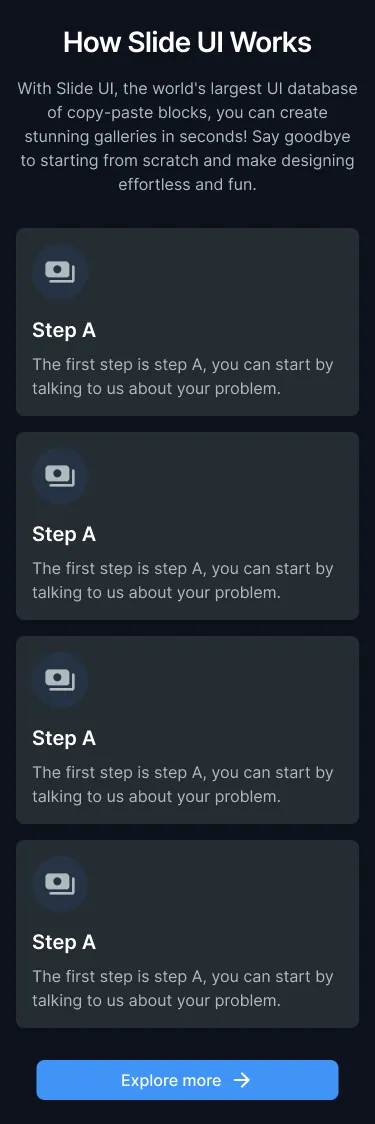 How Slide UI Works
With Slide UI, the world's largest UI database
of copy-paste blocks, you can create
stunning galleries in seconds! Say goodbye
to starting from scratch and make designing
effortless and fun.
Step A
The first step is step A, you can start by
talking to us about your problem.
Step A
The first step is step A, you can start by
talking to us about your problem.
Step A
The first step is step A, you can start by
talking to us about your problem.
Step A
The first step is step A, you can start by
talking to us about your problem.
Explore more